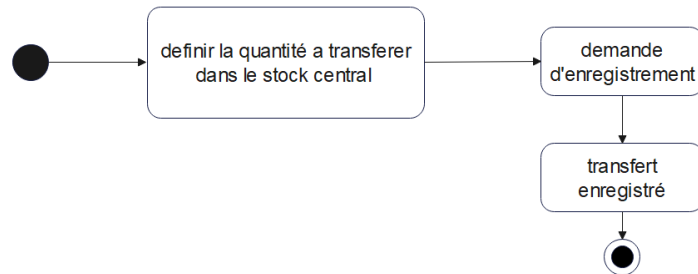 definir la quantité a transferer
dans le stock central
demande
d'enregistrement
transfert
enregistré